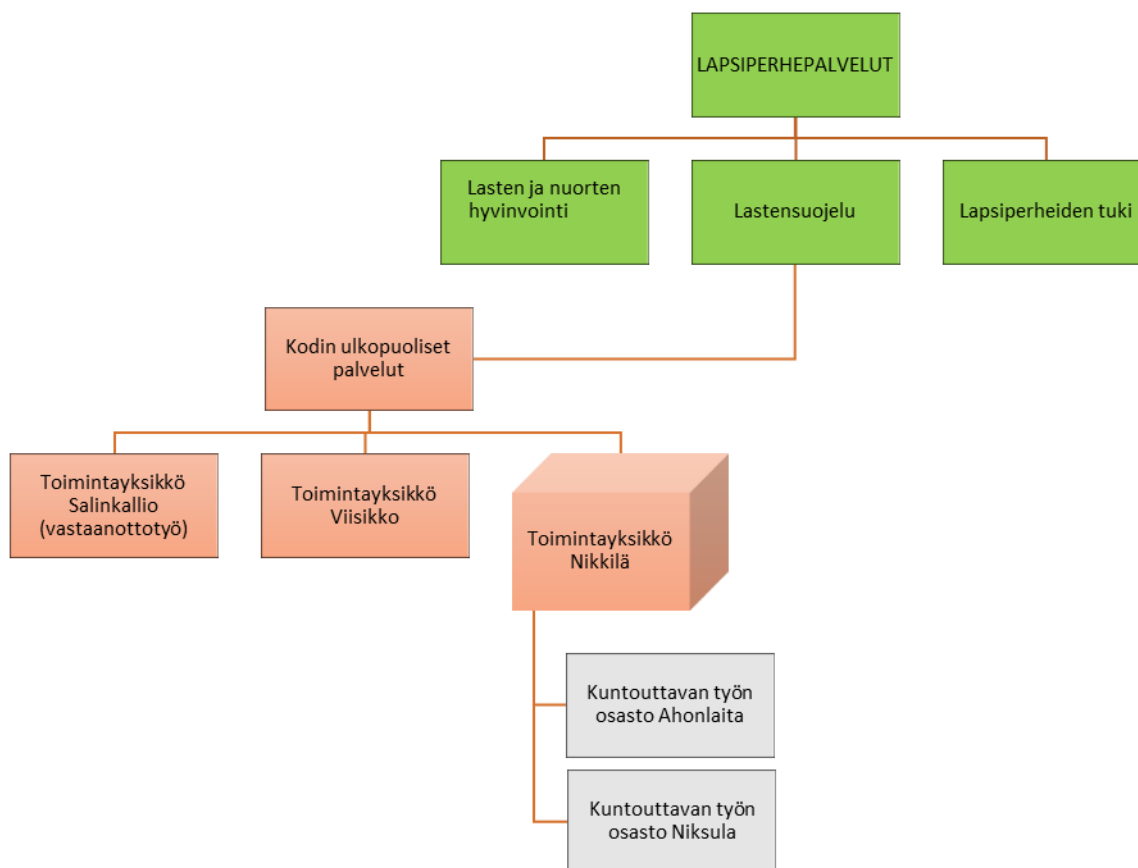 LAPSIPERHEPALVELUT
Lasten ja nuorten
hyvinvointi
Lastensuojelu
Lapsiperheiden tuki
Kodin ulkopuoliset
palvelut
Toimintayksikkö
Salinkallio
(vastaanottotyö)
Toimintayksikkö
Viisikko
Toimintayksikkö
Nikkilä
Kuntouttavan työn
osasto Ahonlaita
Kuntouttavan työn
osasto Niksula